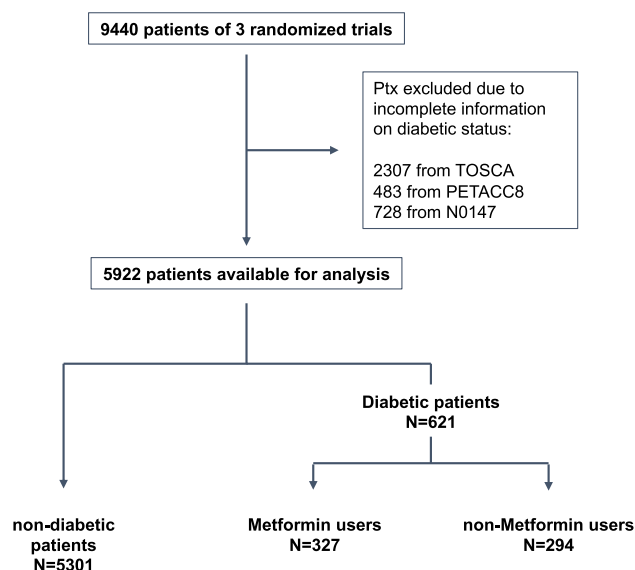 9440 patients of 3 randomized trials
Ptx excluded due to
incomplete information
on diabetic status:
2307 from TOSCA
483 from PETACC8
728 from N0147
5922 patients available for analysis
Diabetic patients
N=621
non-diabetic
patients
N=5301
Metformin users
N=327
non-Metformin users
N=294